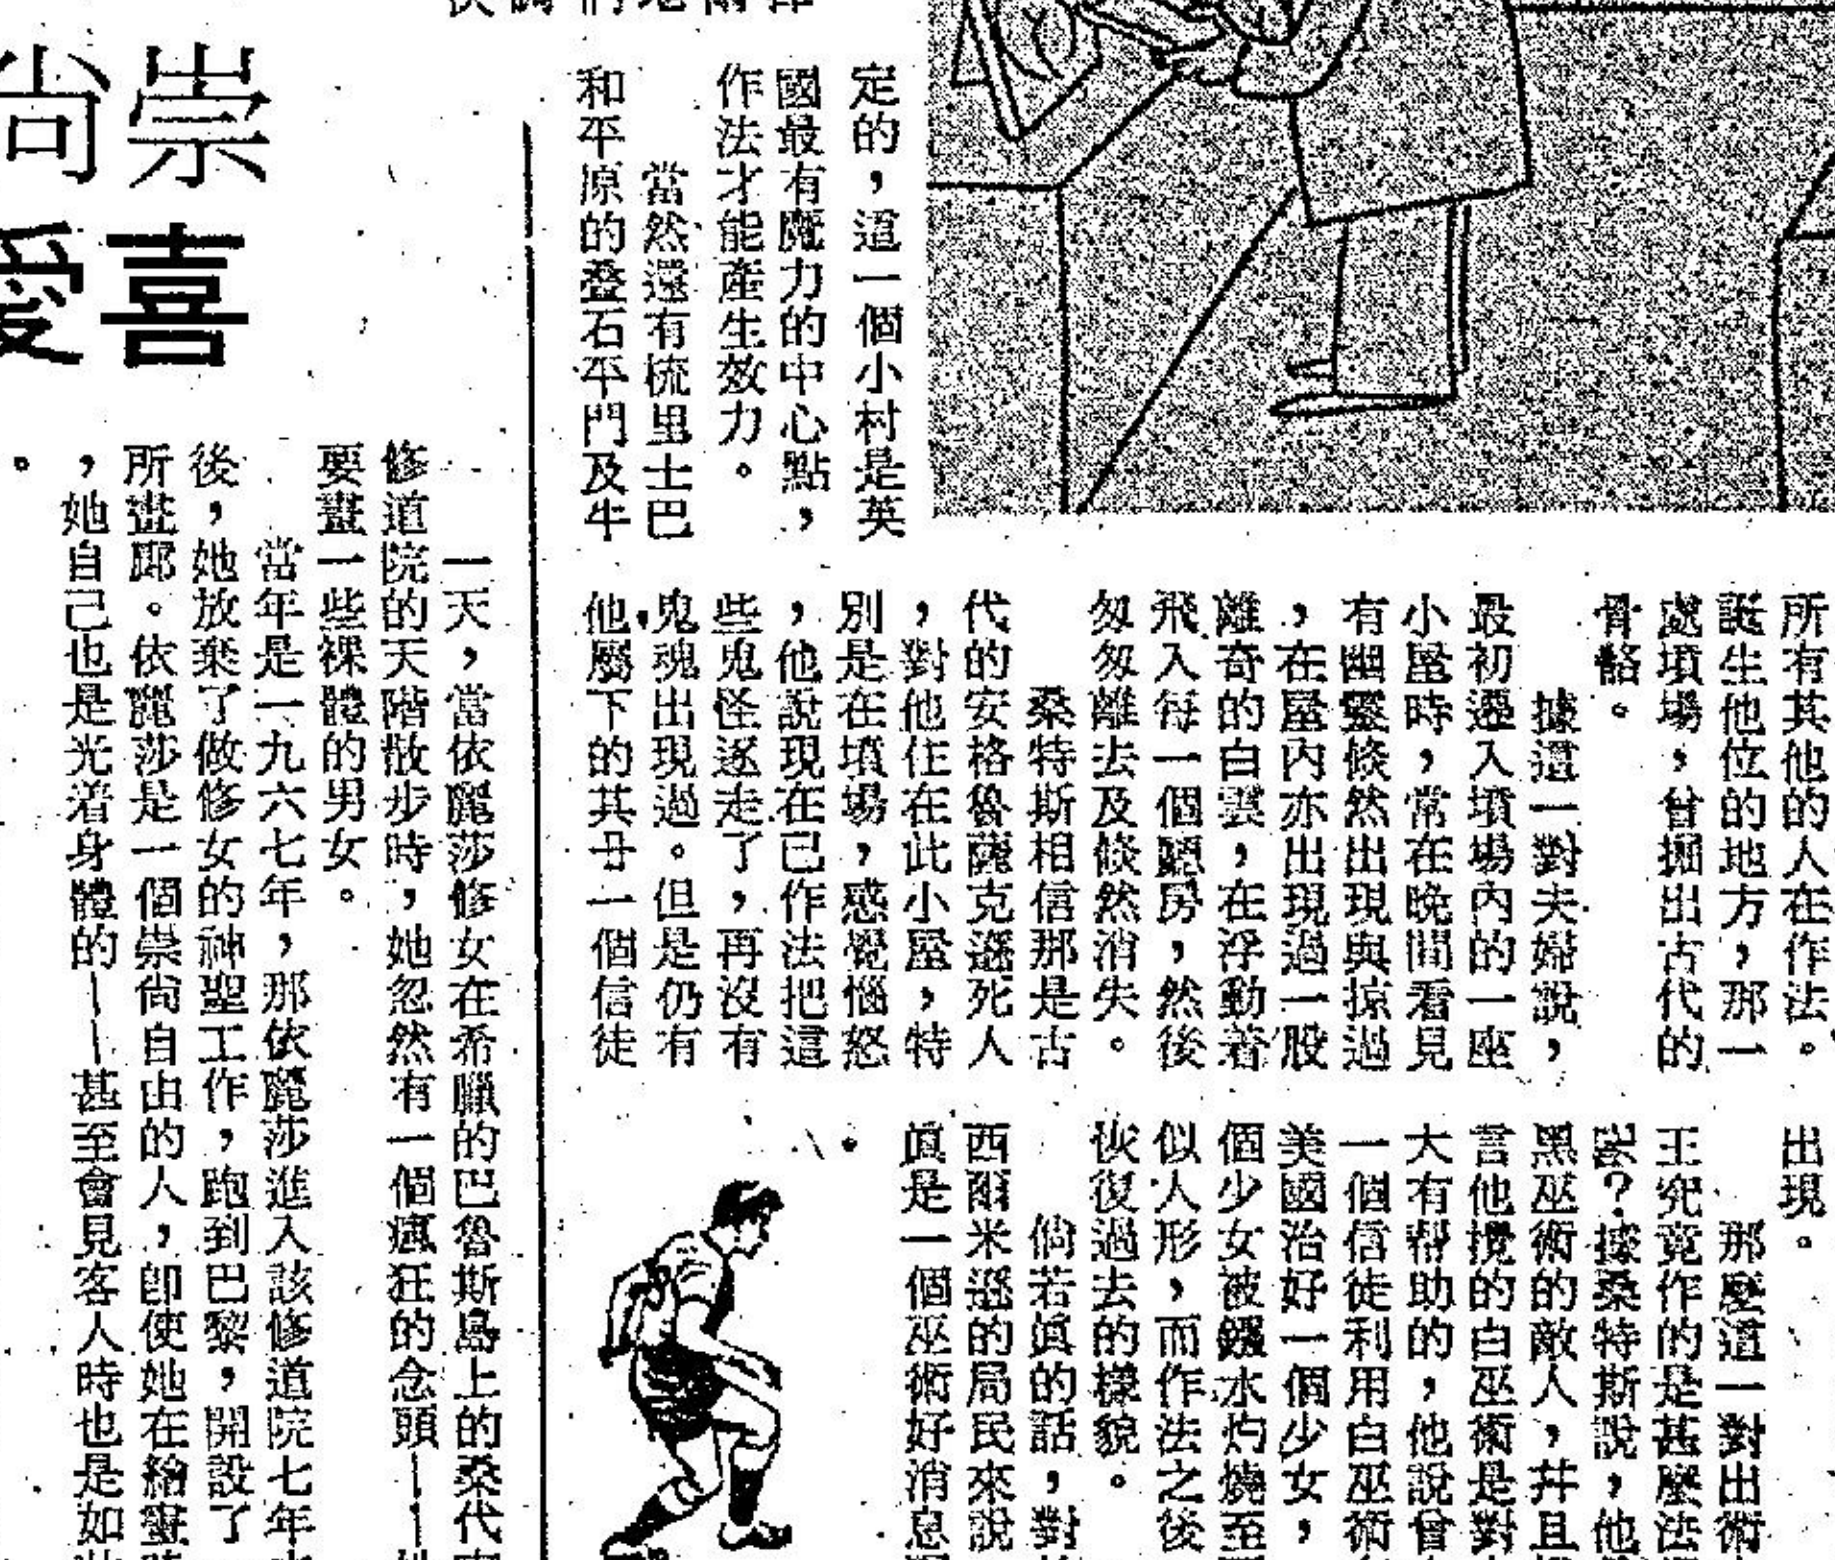 定的，這一個小村是英
國最有魔力的中心點，
作法才能產生效力。
當然還有梳里士巴
和平原的叠石平門及牛
所有其他的人在作法。
誕生他位的地方，那一
處墳場，曾掘出古代的
骨骼。
據這一對夫婦說，
最初遷入墳場內的一座
小屋時，常在晚間看見
有幽靈倏然出現與掠過
，在屋內亦出現過一股
離奇的白雲，在浮動着
飛入每一個廳房，然後
匆匆離去及倏然消失。
桑特斯相信那是古
代的安格魯薩克遜死人
，對他住在此小屋，特
別是在墳場，惑覺惱怒
，他說現在已作法把這
些鬼怪逐走了，再沒有
鬼魂出現過。但是仍有
他屬下的其中一個信徒
出現。
那麼這一對出術
王究竟作的是甚麼法
？據桑特斯說，他
黑巫術的敵人，幷且
言他攪的白巫術是對
大有帮助的，他說曾
一個信徒利用白巫術
美國治好一個少女，
個少女被鏹水灼燒至
似人形，而作法之後
恢復過去的樣貌。
倘若眞的話，對
西爾米遜的局民來說
眞是一個巫術好消息
崇尚
喜愛
一天，當依麗莎修女在希臘的巴魯斯島上的桑代
修道院的天階散步時，她忽然有一個瘋狂的念頭——
要畫一些裸體的男女。
當年是一九六七年，那依麗莎進入該修道院七年
後，她放棄了做修女的神聖工作，跑到巴黎，開設了
所畫廊。依麗莎是一個崇尚自由的人，卽使她在繪畫
，她自己也是光着身體的——甚至會見客人時也是如
。